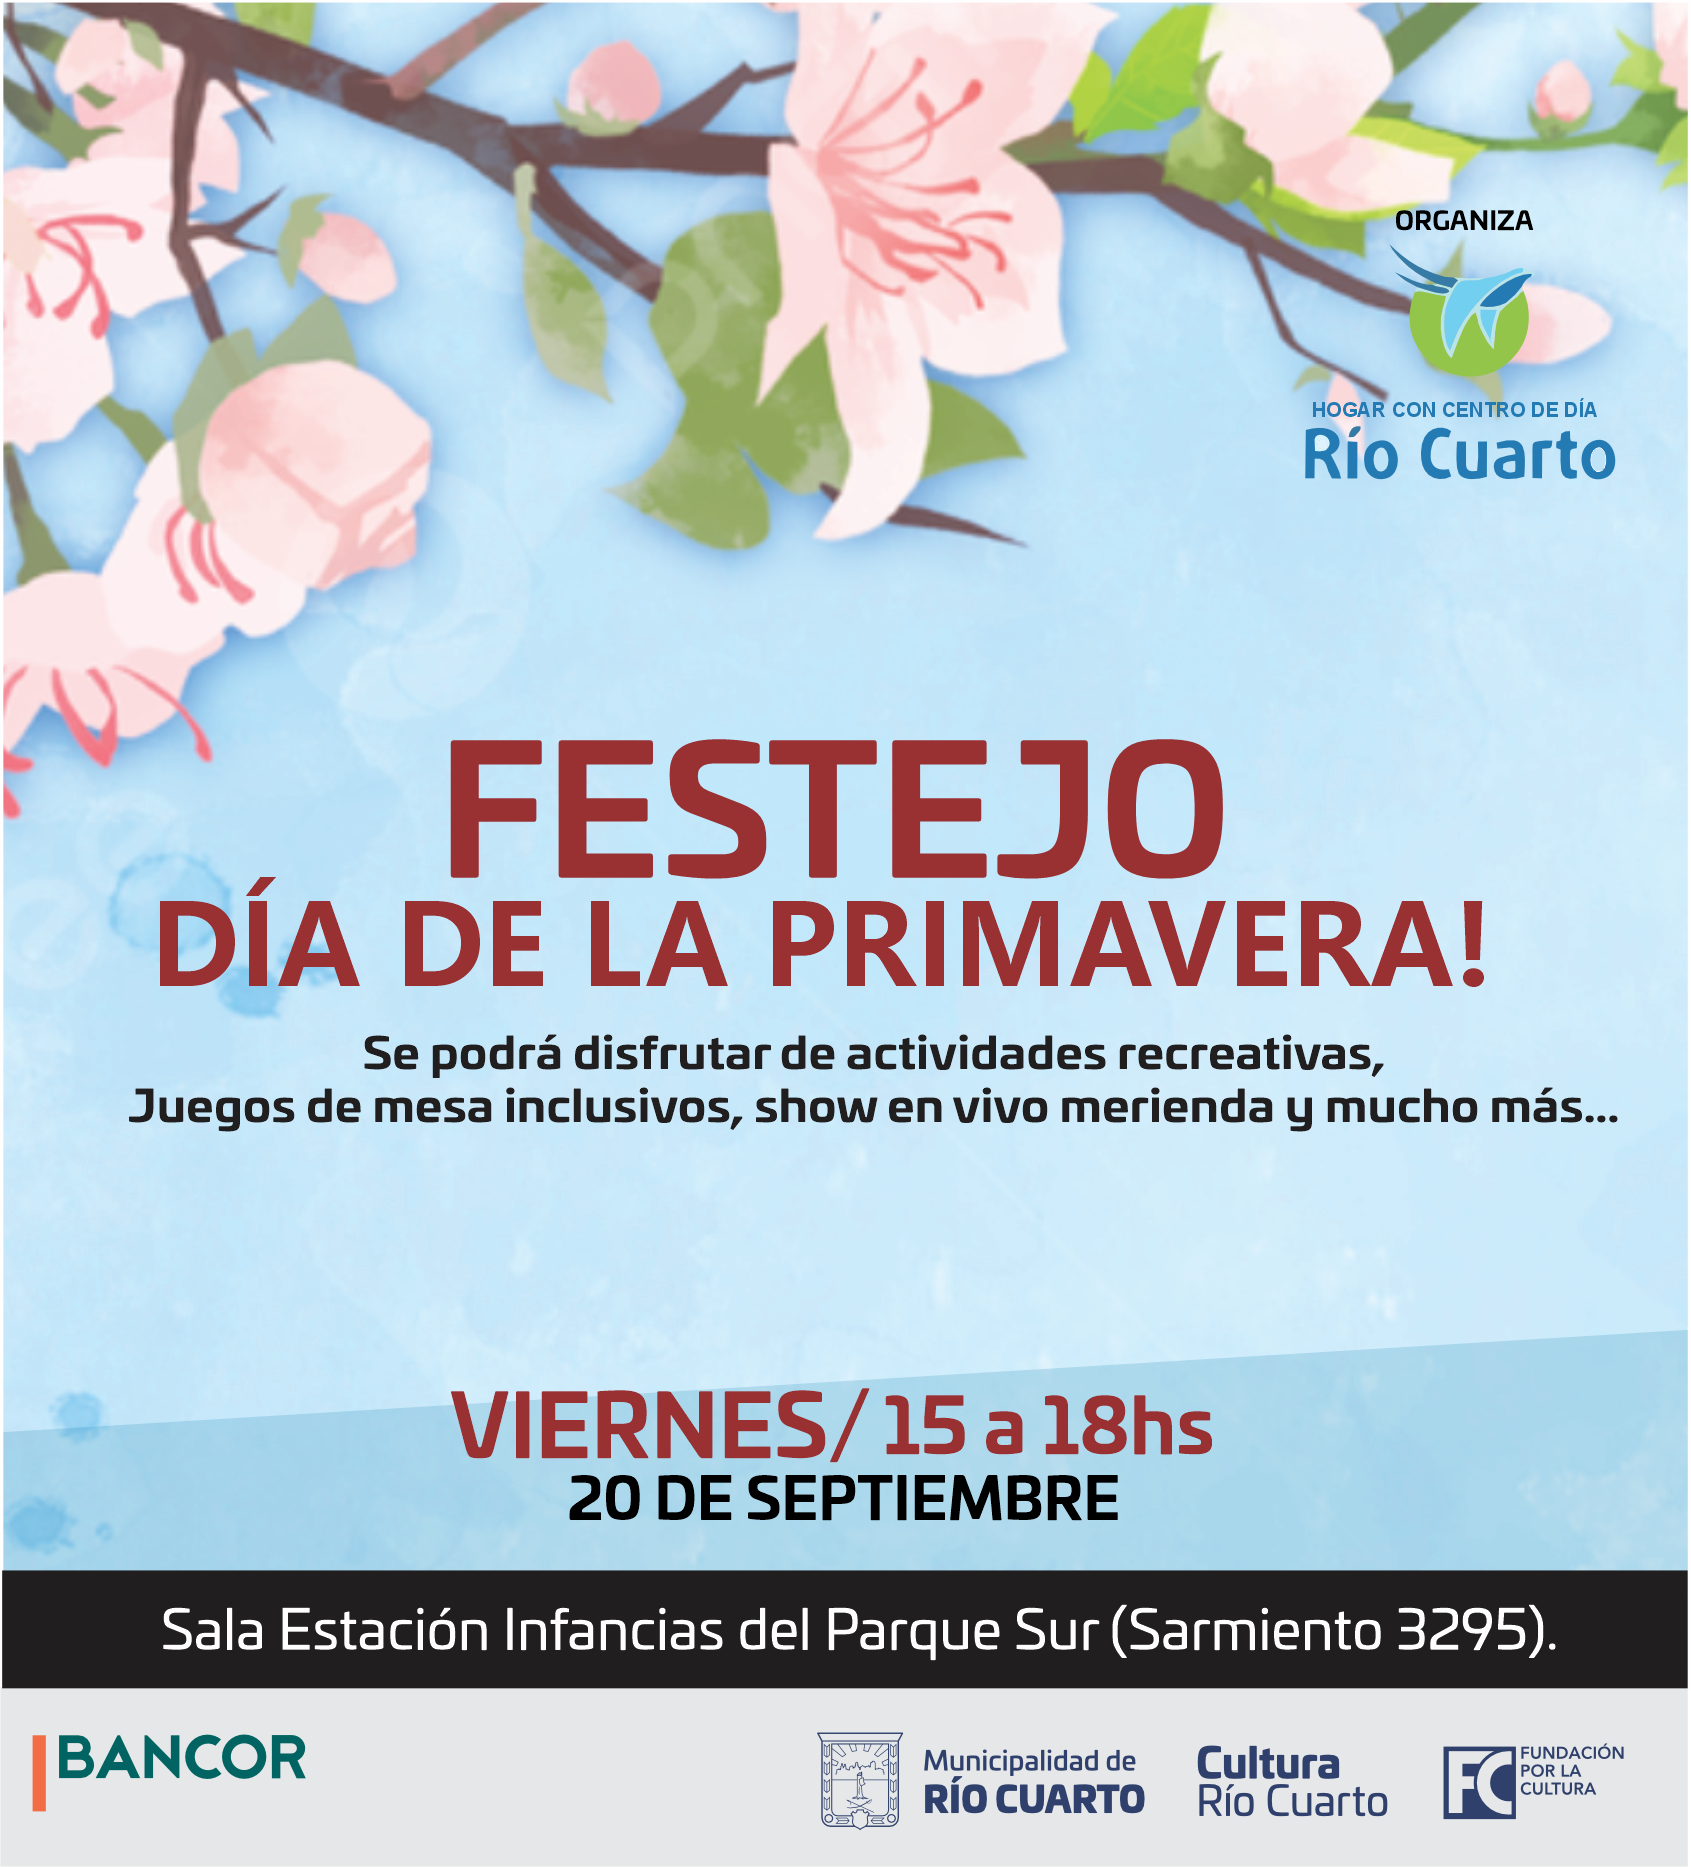 ORGANIZA
HOGAR CON CENTRO DE DÍA
Río Cuarto
FESTEJO
DÍA DE LA PRIMAVERA!
Se podrá disfrutar de actividades recreativas,
Juegos de mesa inclusivos, show en vivo merienda y mucho más...
VIERNES/ 15 a 18hs
20 DE SEPTIEMBRE
Sala Estación Infancias del Parque Sur (Sarmiento 3295).
BANCOR
Municipalidad de
RÍO CUARTO
Cultura
Río Cuarto
FC
FUNDACIÓN
POR LA
CULTURA